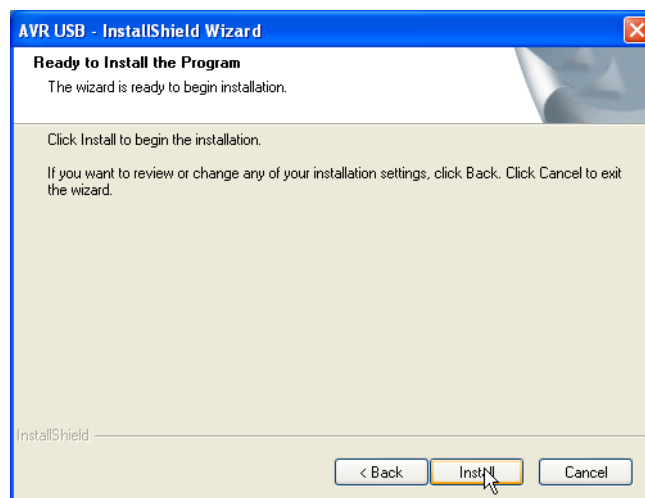 AVR USB - InstallShield Wizard
Ready to Install the Program
The wizard is ready to begin installation.
Click Install to begin the installation.
If you want to review or change any of your installation settings, click Back. Click Cancel to exit
the wizard.
InstallShield
< Back Install Cancel